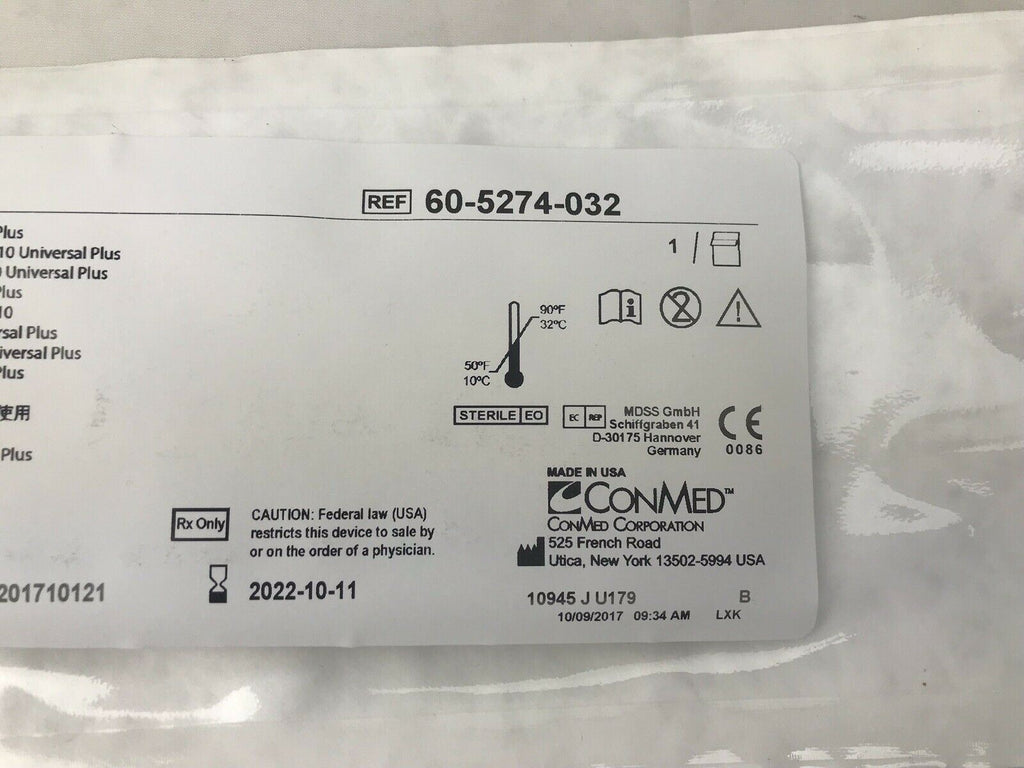 REF 60-5274-032
Plus
10 Universal Plus
Universal Plus
Plus
10
rsal Plus
iversal Plus
Plus
使用
Plus
1
90°F
32°C
50°F
10°C
STERILE EO
EC REP
MDSS GmbH
Schiffgraben 41
D-30175 Hannover
Germany
CE
0086
MADE IN USA
CONMED™
CONMED CORPORATION
525 French Road
Utica, New York 13502-5994 USA
Rx Only
CAUTION: Federal law (USA)
restricts this device to sale by
or on the order of a physician.
201710121
2022-10-11
10945 J U179 B
10/09/2017 09:34 AM LXK